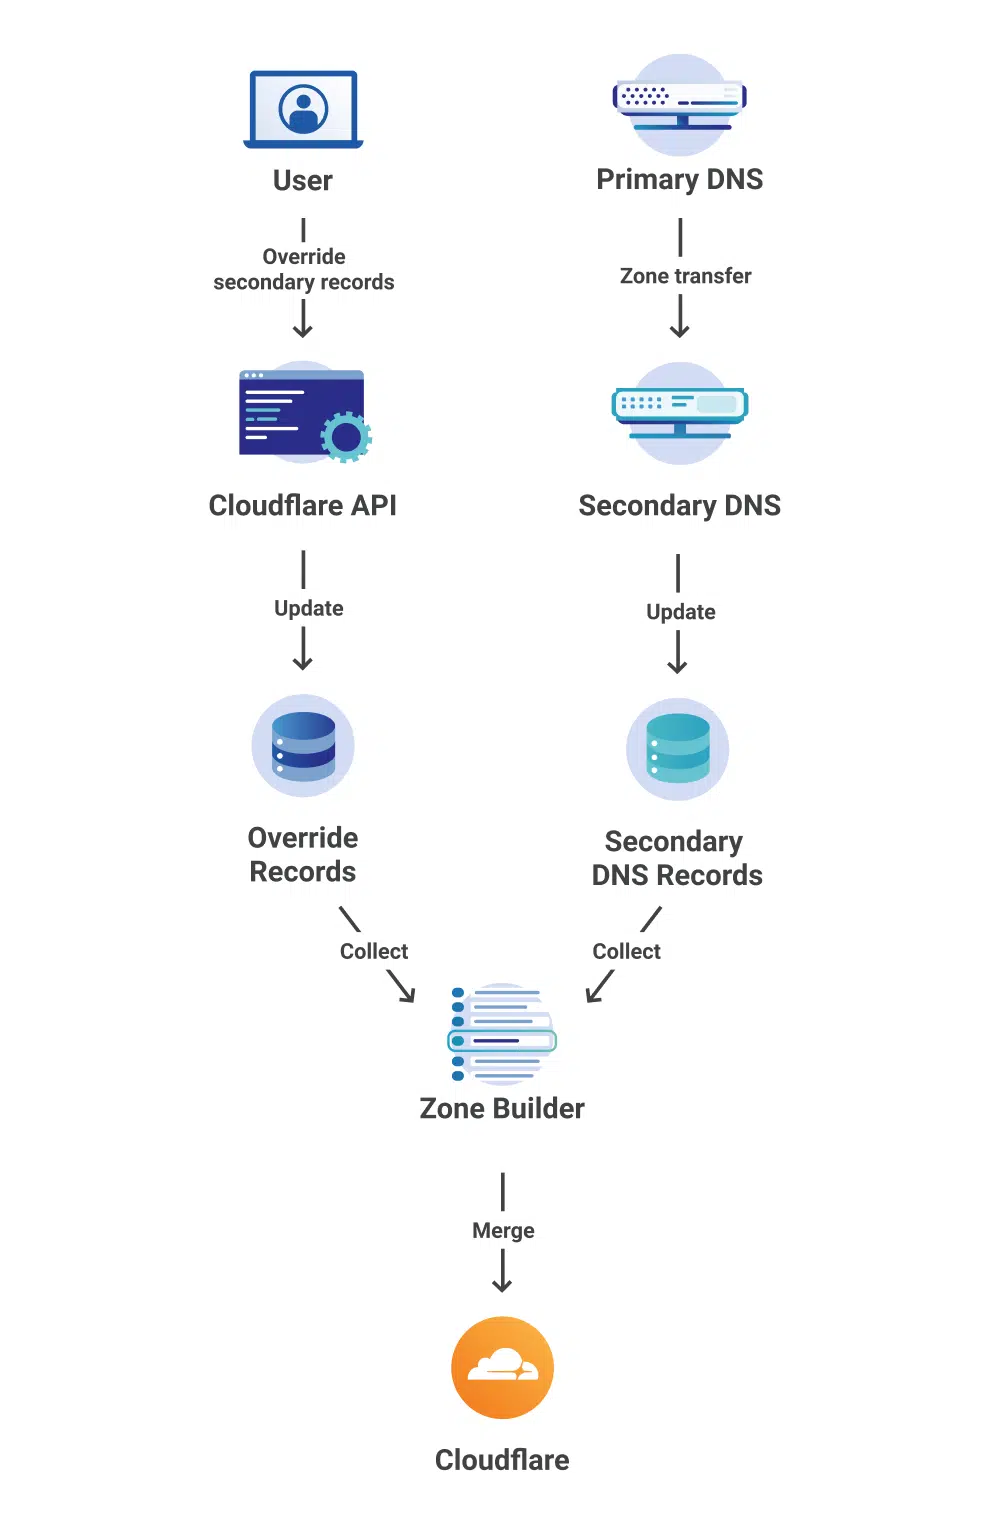 User
Primary DNS
Override
secondary records
Zone transfer
Cloudflare API
Secondary DNS
Update
Update
Override
Records
Secondary
DNS Records
Collect
Collect
Zone Builder
Merge
Cloudflare